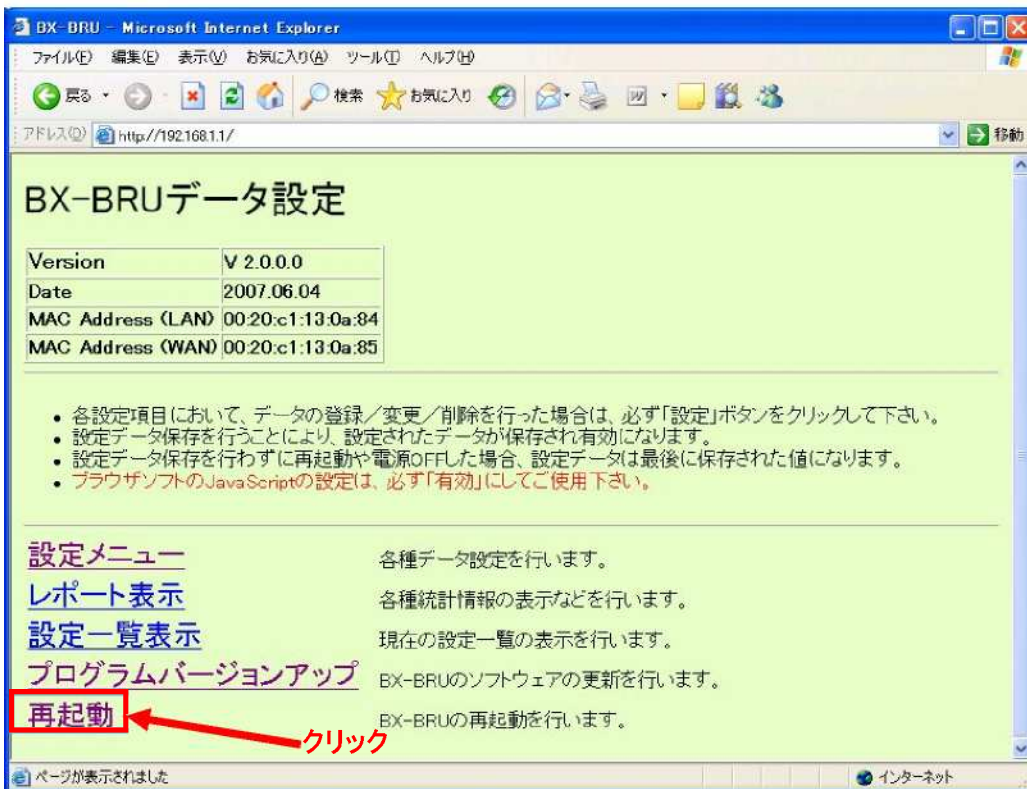 BX-BRU - Microsoft Internet Explorer
ファイル(F) 編集(E) 表示(V) お気に入り(A) ツール(T) ヘルプ(H)
戻る 検索 お気に入り
アドレス(D) http://192.168.1.1/ 移動
BX-BRUデータ設定
Version V 2.0.0.0
Date 2007.06.04
MAC Address (LAN) 00:20:c1:13:0a:84
MAC Address (WAN) 00:20:c1:13:0a:85
• 各設定項目において、データの登録／変更／削除を行った場合は、必ず「設定」ボタンをクリックして下さい。
• 設定データ保存を行うことにより、設定されたデータが保存され有効になります。
• 設定データ保存を行わずに再起動や電源OFFした場合、設定データは最後に保存された値になります。
• ブラウザソフトのJavaScriptの設定は、必ず「有効」にしてご使用下さい。
設定メニュー 各種データ設定を行います。
レポート表示 各種統計情報の表示などを行います。
設定一覧表示 現在の設定一覧の表示を行います。
プログラムバージョンアップ BX-BRUのソフトウェアの更新を行います。
再起動 BX-BRUの再起動を行います。
クリック
ページが表示されました インターネット